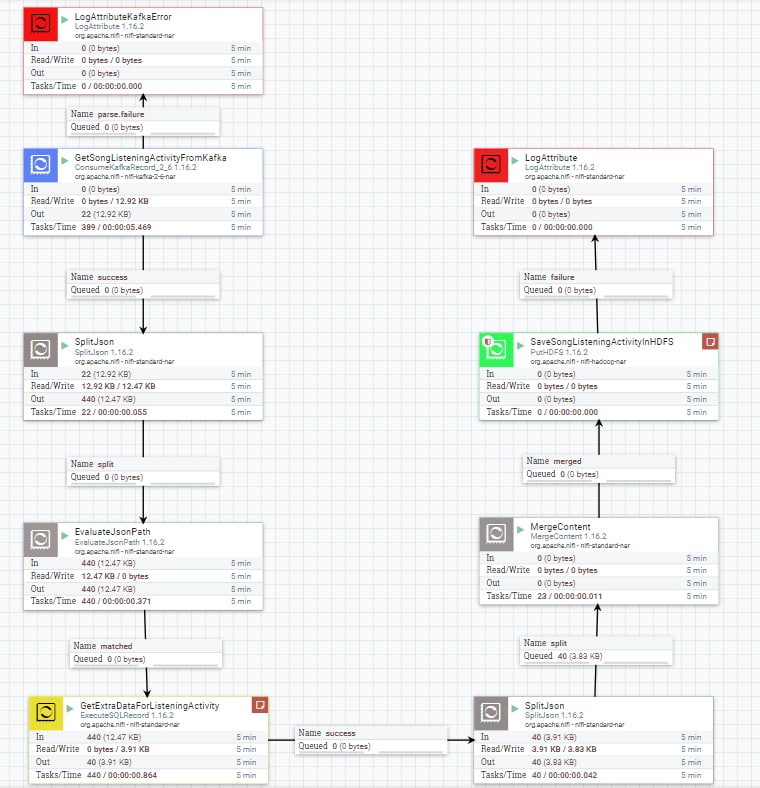 LogAttributeKafkaError
LogAttribute 1.16.2
org.apache.nifi - nifi-standard-nar
In 0 (0 bytes) 5 min
Read/Write 0 bytes / 0 bytes 5 min
Out 0 (0 bytes) 5 min
Tasks/Time 0 / 00:00:00.000 5 min
Name parse.failure
Queued 0 (0 bytes)
GetSongListeningActivityFromKafka
ConsumeKafkaRecord_2_6 1.16.2
org.apache.nifi - nifi-kafka-2-6-nar
In 0 (0 bytes) 5 min
Read/Write 0 bytes / 12.92 KB 5 min
Out 22 (12.92 KB) 5 min
Tasks/Time 389 / 00:00:05.469 5 min
Name success
Queued 0 (0 bytes)
SplitJson
SplitJson 1.16.2
org.apache.nifi - nifi-standard-nar
In 22 (12.92 KB) 5 min
Read/Write 12.92 KB / 12.47 KB 5 min
Out 440 (12.47 KB) 5 min
Tasks/Time 22 / 00:00:00.055 5 min
Name split
Queued 0 (0 bytes)
EvaluateJsonPath
EvaluateJsonPath 1.16.2
org.apache.nifi - nifi-standard-nar
In 440 (12.47 KB) 5 min
Read/Write 12.47 KB / 0 bytes 5 min
Out 440 (12.47 KB) 5 min
Tasks/Time 440 / 00:00:00.371 5 min
Name matched
Queued 0 (0 bytes)
GetExtraDataForListeningActivity
ExecuteSQLRecord 1.16.2
org.apache.nifi - nifi-standard-nar
In 440 (12.47 KB) 5 min
Read/Write 0 bytes / 3.91 KB 5 min
Out 40 (3.91 KB) 5 min
Tasks/Time 440 / 00:00:00.864 5 min
Name success
Queued 0 (0 bytes)
SplitJson
SplitJson 1.16.2
org.apache.nifi - nifi-standard-nar
In 40 (3.91 KB) 5 min
Read/Write 3.91 KB / 3.83 KB 5 min
Out 40 (3.83 KB) 5 min
Tasks/Time 40 / 00:00:00.042 5 min
Name split
Queued 40 (3.83 KB)
MergeContent
MergeContent 1.16.2
org.apache.nifi - nifi-standard-nar
In 0 (0 bytes) 5 min
Read/Write 0 bytes / 0 bytes 5 min
Out 0 (0 bytes) 5 min
Tasks/Time 23 / 00:00:00.011 5 min
Name merged
Queued 0 (0 bytes)
SaveSongListeningActivityInHDFS
PutHDFS 1.16.2
org.apache.nifi - nifi-hadoop-nar
In 0 (0 bytes) 5 min
Read/Write 0 bytes / 0 bytes 5 min
Out 0 (0 bytes) 5 min
Tasks/Time 0 / 00:00:00.000 5 min
Name failure
Queued 0 (0 bytes)
LogAttribute
LogAttribute 1.16.2
org.apache.nifi - nifi-standard-nar
In 0 (0 bytes) 5 min
Read/Write 0 bytes / 0 bytes 5 min
Out 0 (0 bytes) 5 min
Tasks/Time 0 / 00:00:00.000 5 min